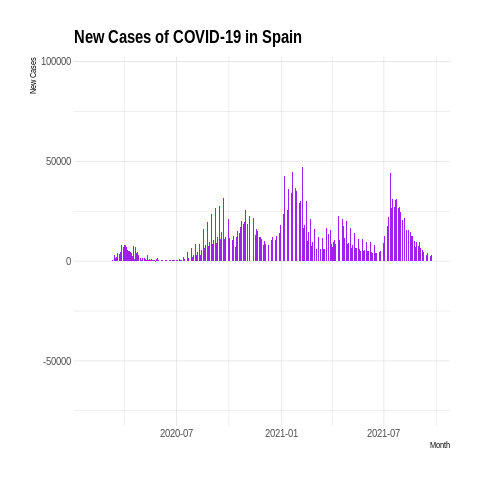 New Cases of COVID-19 in Spain
New Cases
100000
50000
0
-50000
2020-07
2021-01
2021-07
Month